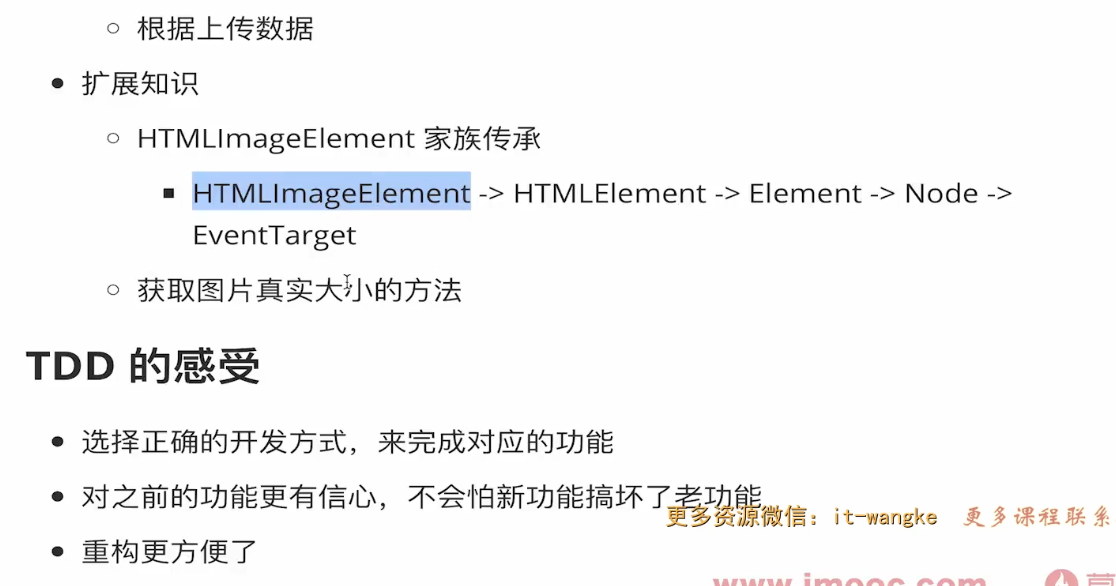 根据上传数据
扩展知识
HTMLImageElement 家族传承
HTMLImageElement -> HTMLElement -> Element -> Node ->
EventTarget
获取图片真实大小的方法
TDD 的感受
选择正确的开发方式，来完成对应的功能
对之前的功能更有信心，不会怕新功能搞坏了老功能
更多资源微信：it-wangke 更多课程联系
重构更方便了
www.imooc.com